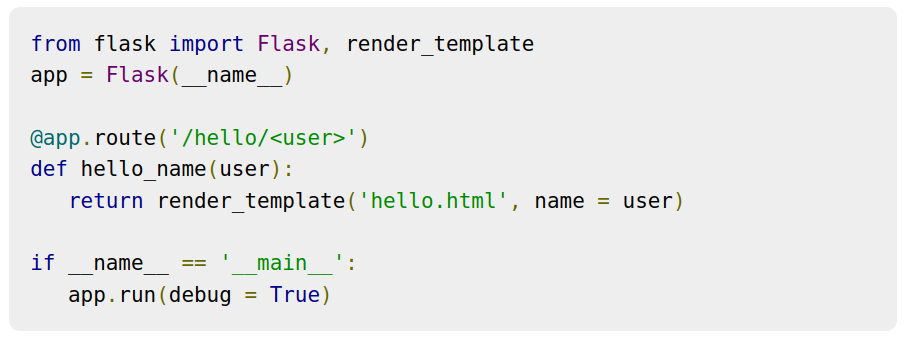 from flask import Flask, render_template
app = Flask(__name__)
@app.route('/hello/<user>')
def hello_name(user):
   return render_template('hello.html', name = user)
if __name__ == '__main__':
   app.run(debug = True)